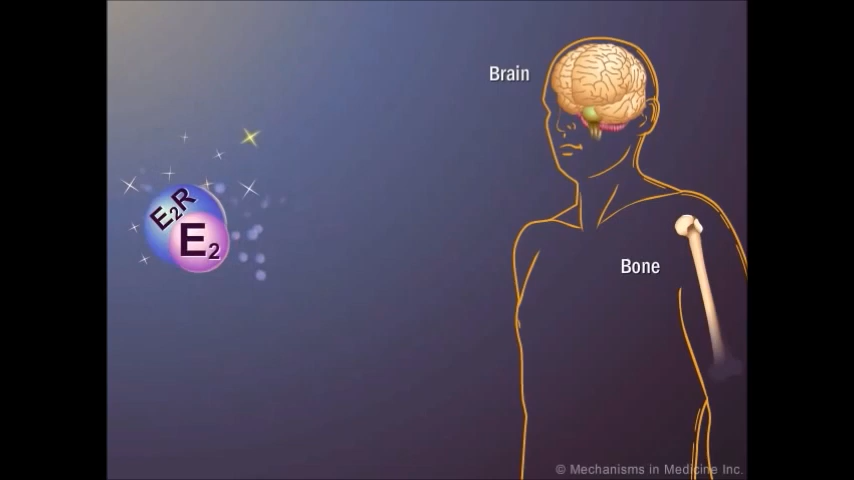 Brain
E₂R
E₂
Bone
© Mechanisms in Medicine Inc.